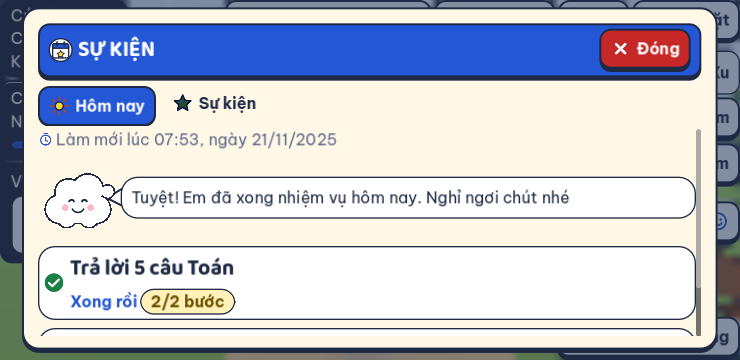 SỰ KIỆN
Đóng
Hôm nay
Sự kiện
Làm mới lúc 07:53, ngày 21/11/2025
Tuyệt! Em đã xong nhiệm vụ hôm nay. Nghỉ ngơi chút nhé
Trả lời 5 câu Toán
Xong rồi 2/2 bước